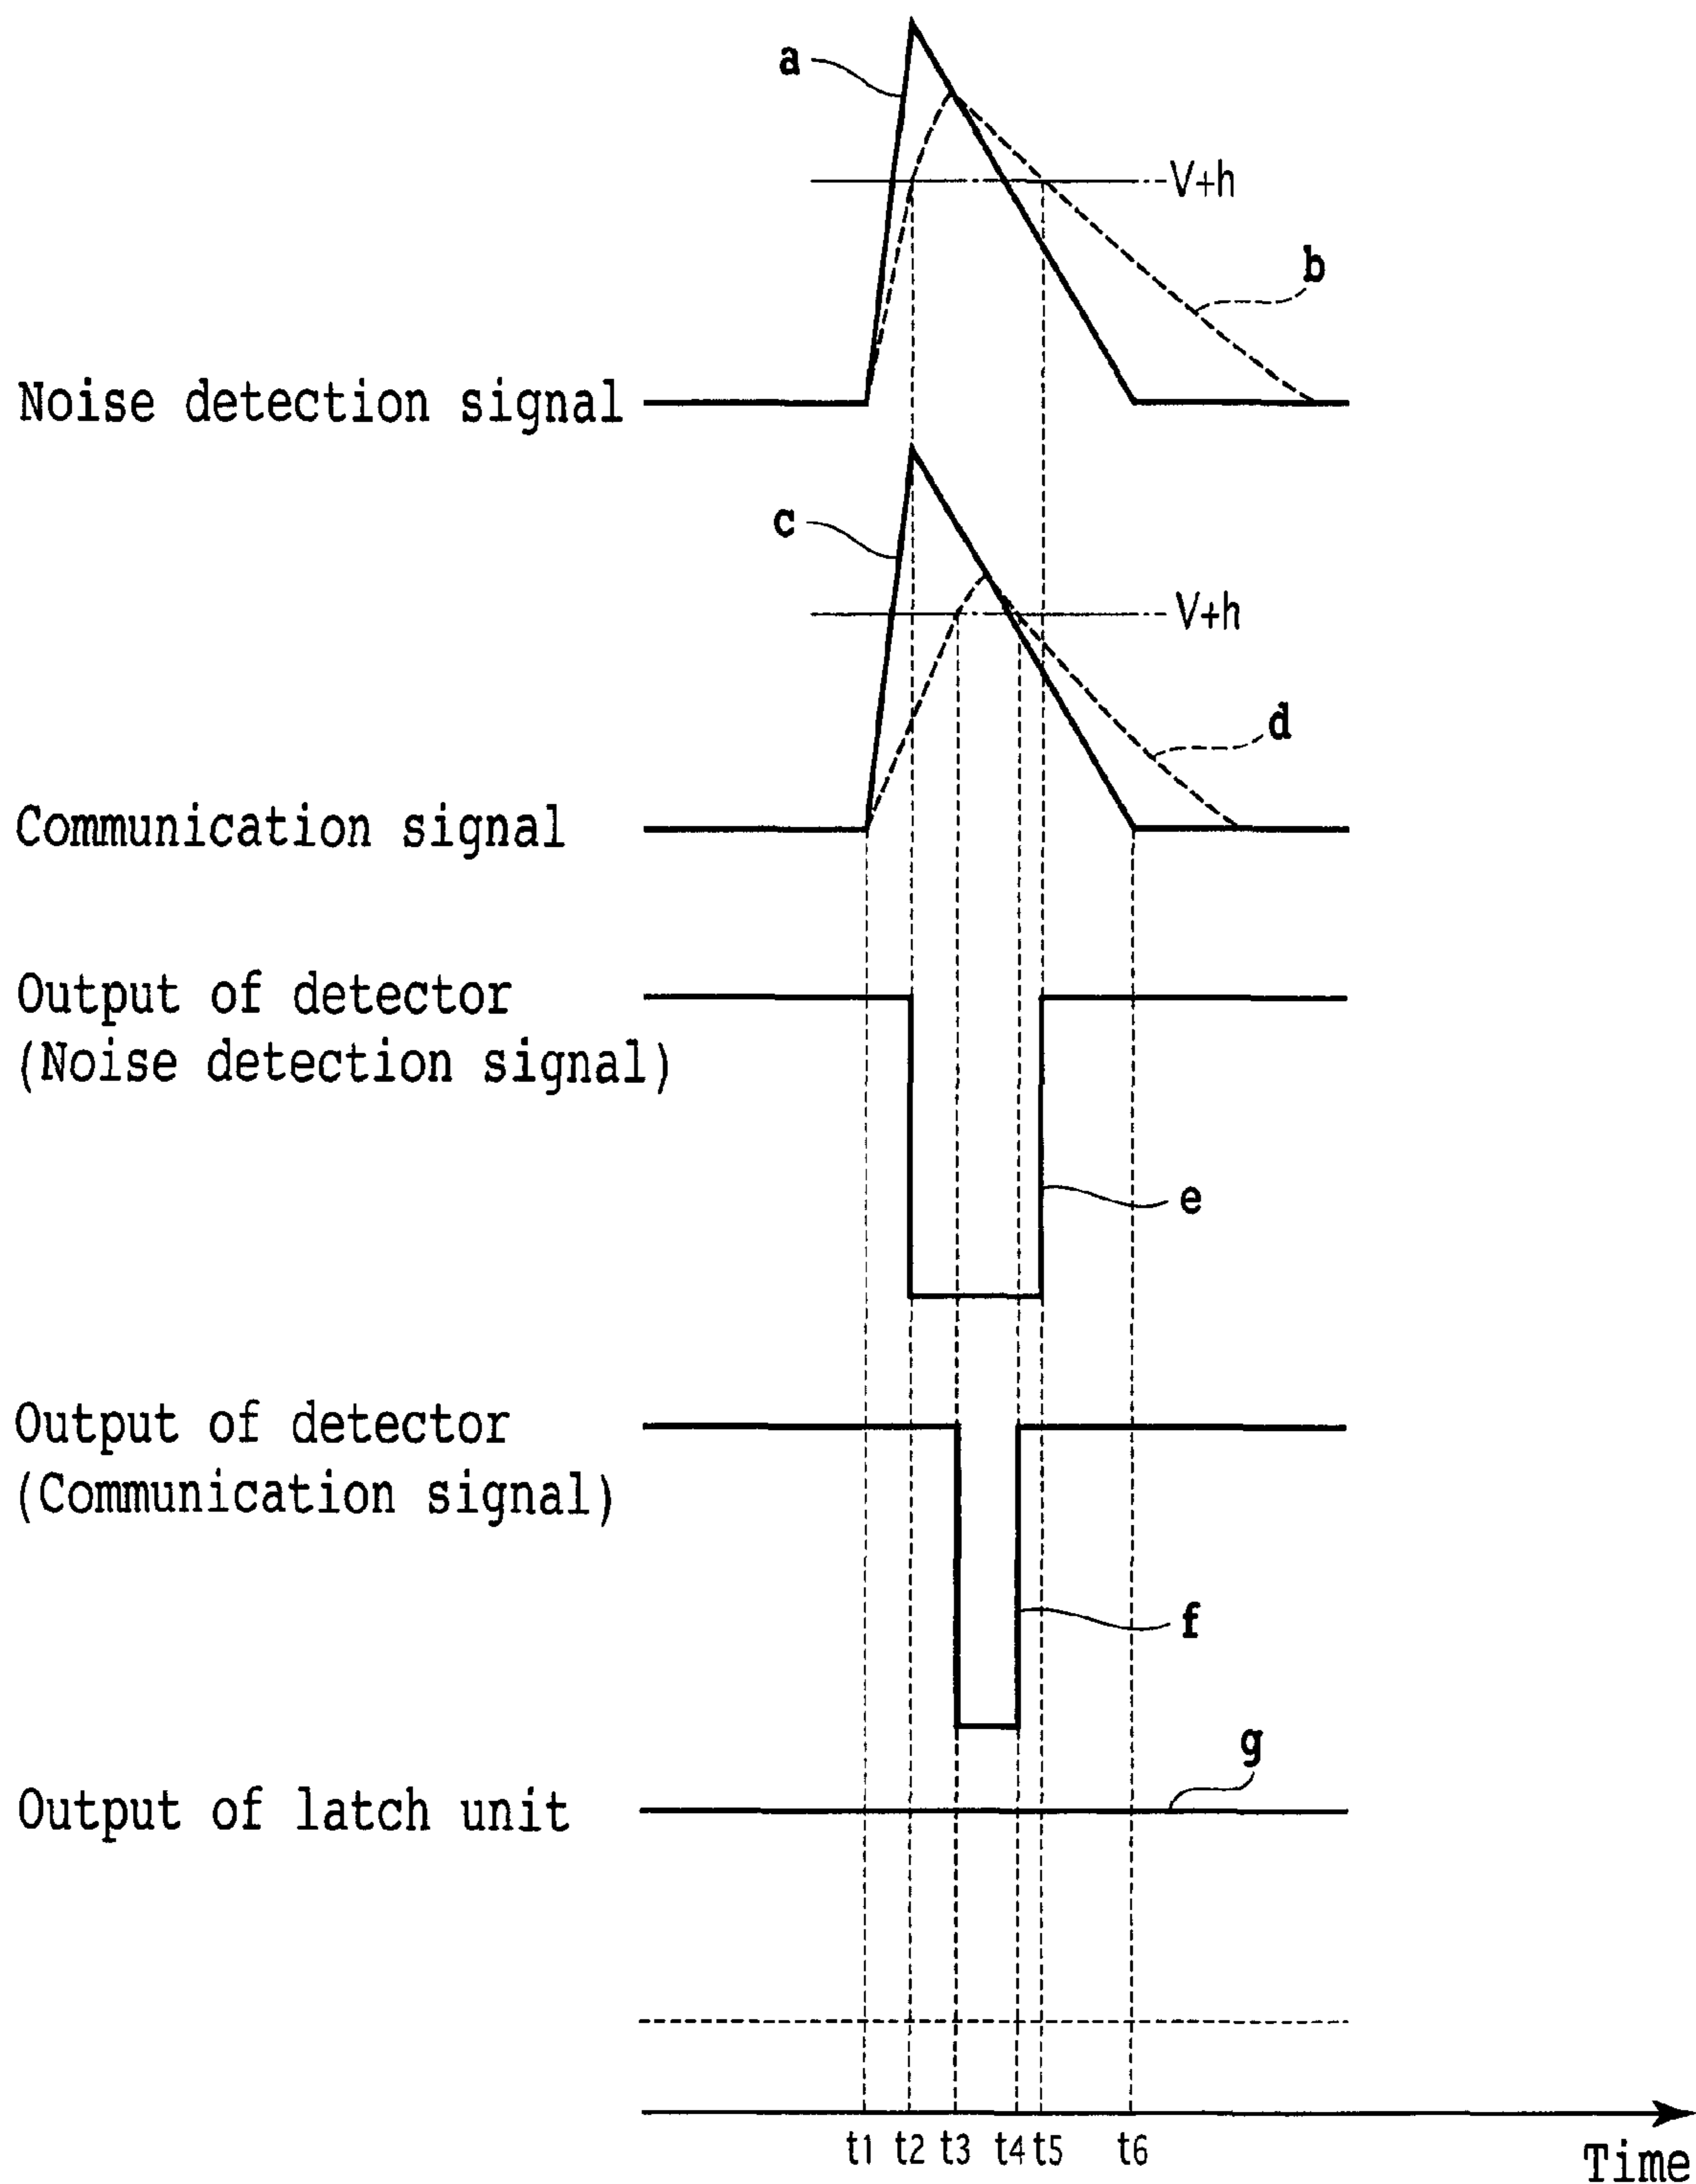 a
V+h
b
Noise detection signal
c
V+h
d
Communication signal
Output of detector
(Noise detection signal)
e
Output of detector
(Communication signal)
f
g
Output of latch unit
t1 t2 t3 t4 t5 t6
Time